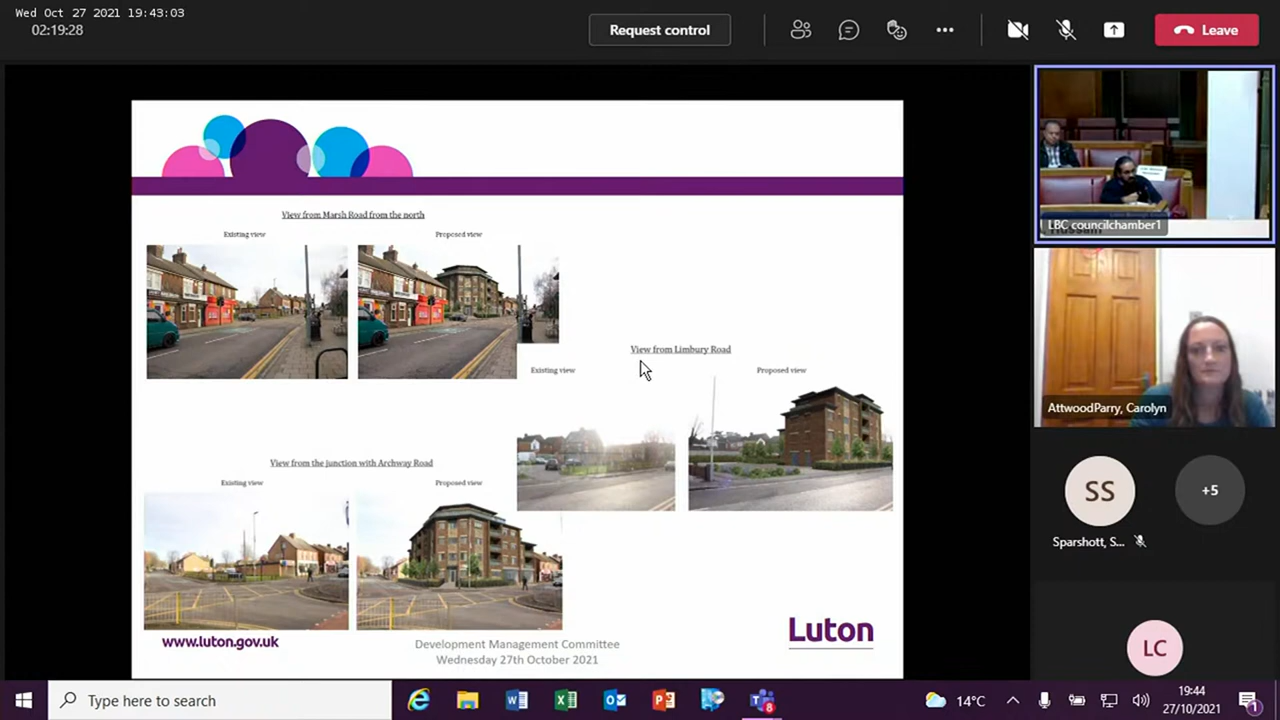 Wed Oct 27 2021 19:43:03
02:19:28
Request control
Leave
View from Marsh Road from the north
Existing view
Proposed view
View from Limbury Road
Existing view
Proposed view
View from the junction with Archway Road
Existing view
Proposed view
www.luton.gov.uk
Development Management Committee
Wednesday 27th October 2021
Luton
LBC councilchamber1
AttwoodParry, Carolyn
SS
+5
Sparshott, S...
LC
Type here to search
8
14°C
19:44
27/10/2021
1